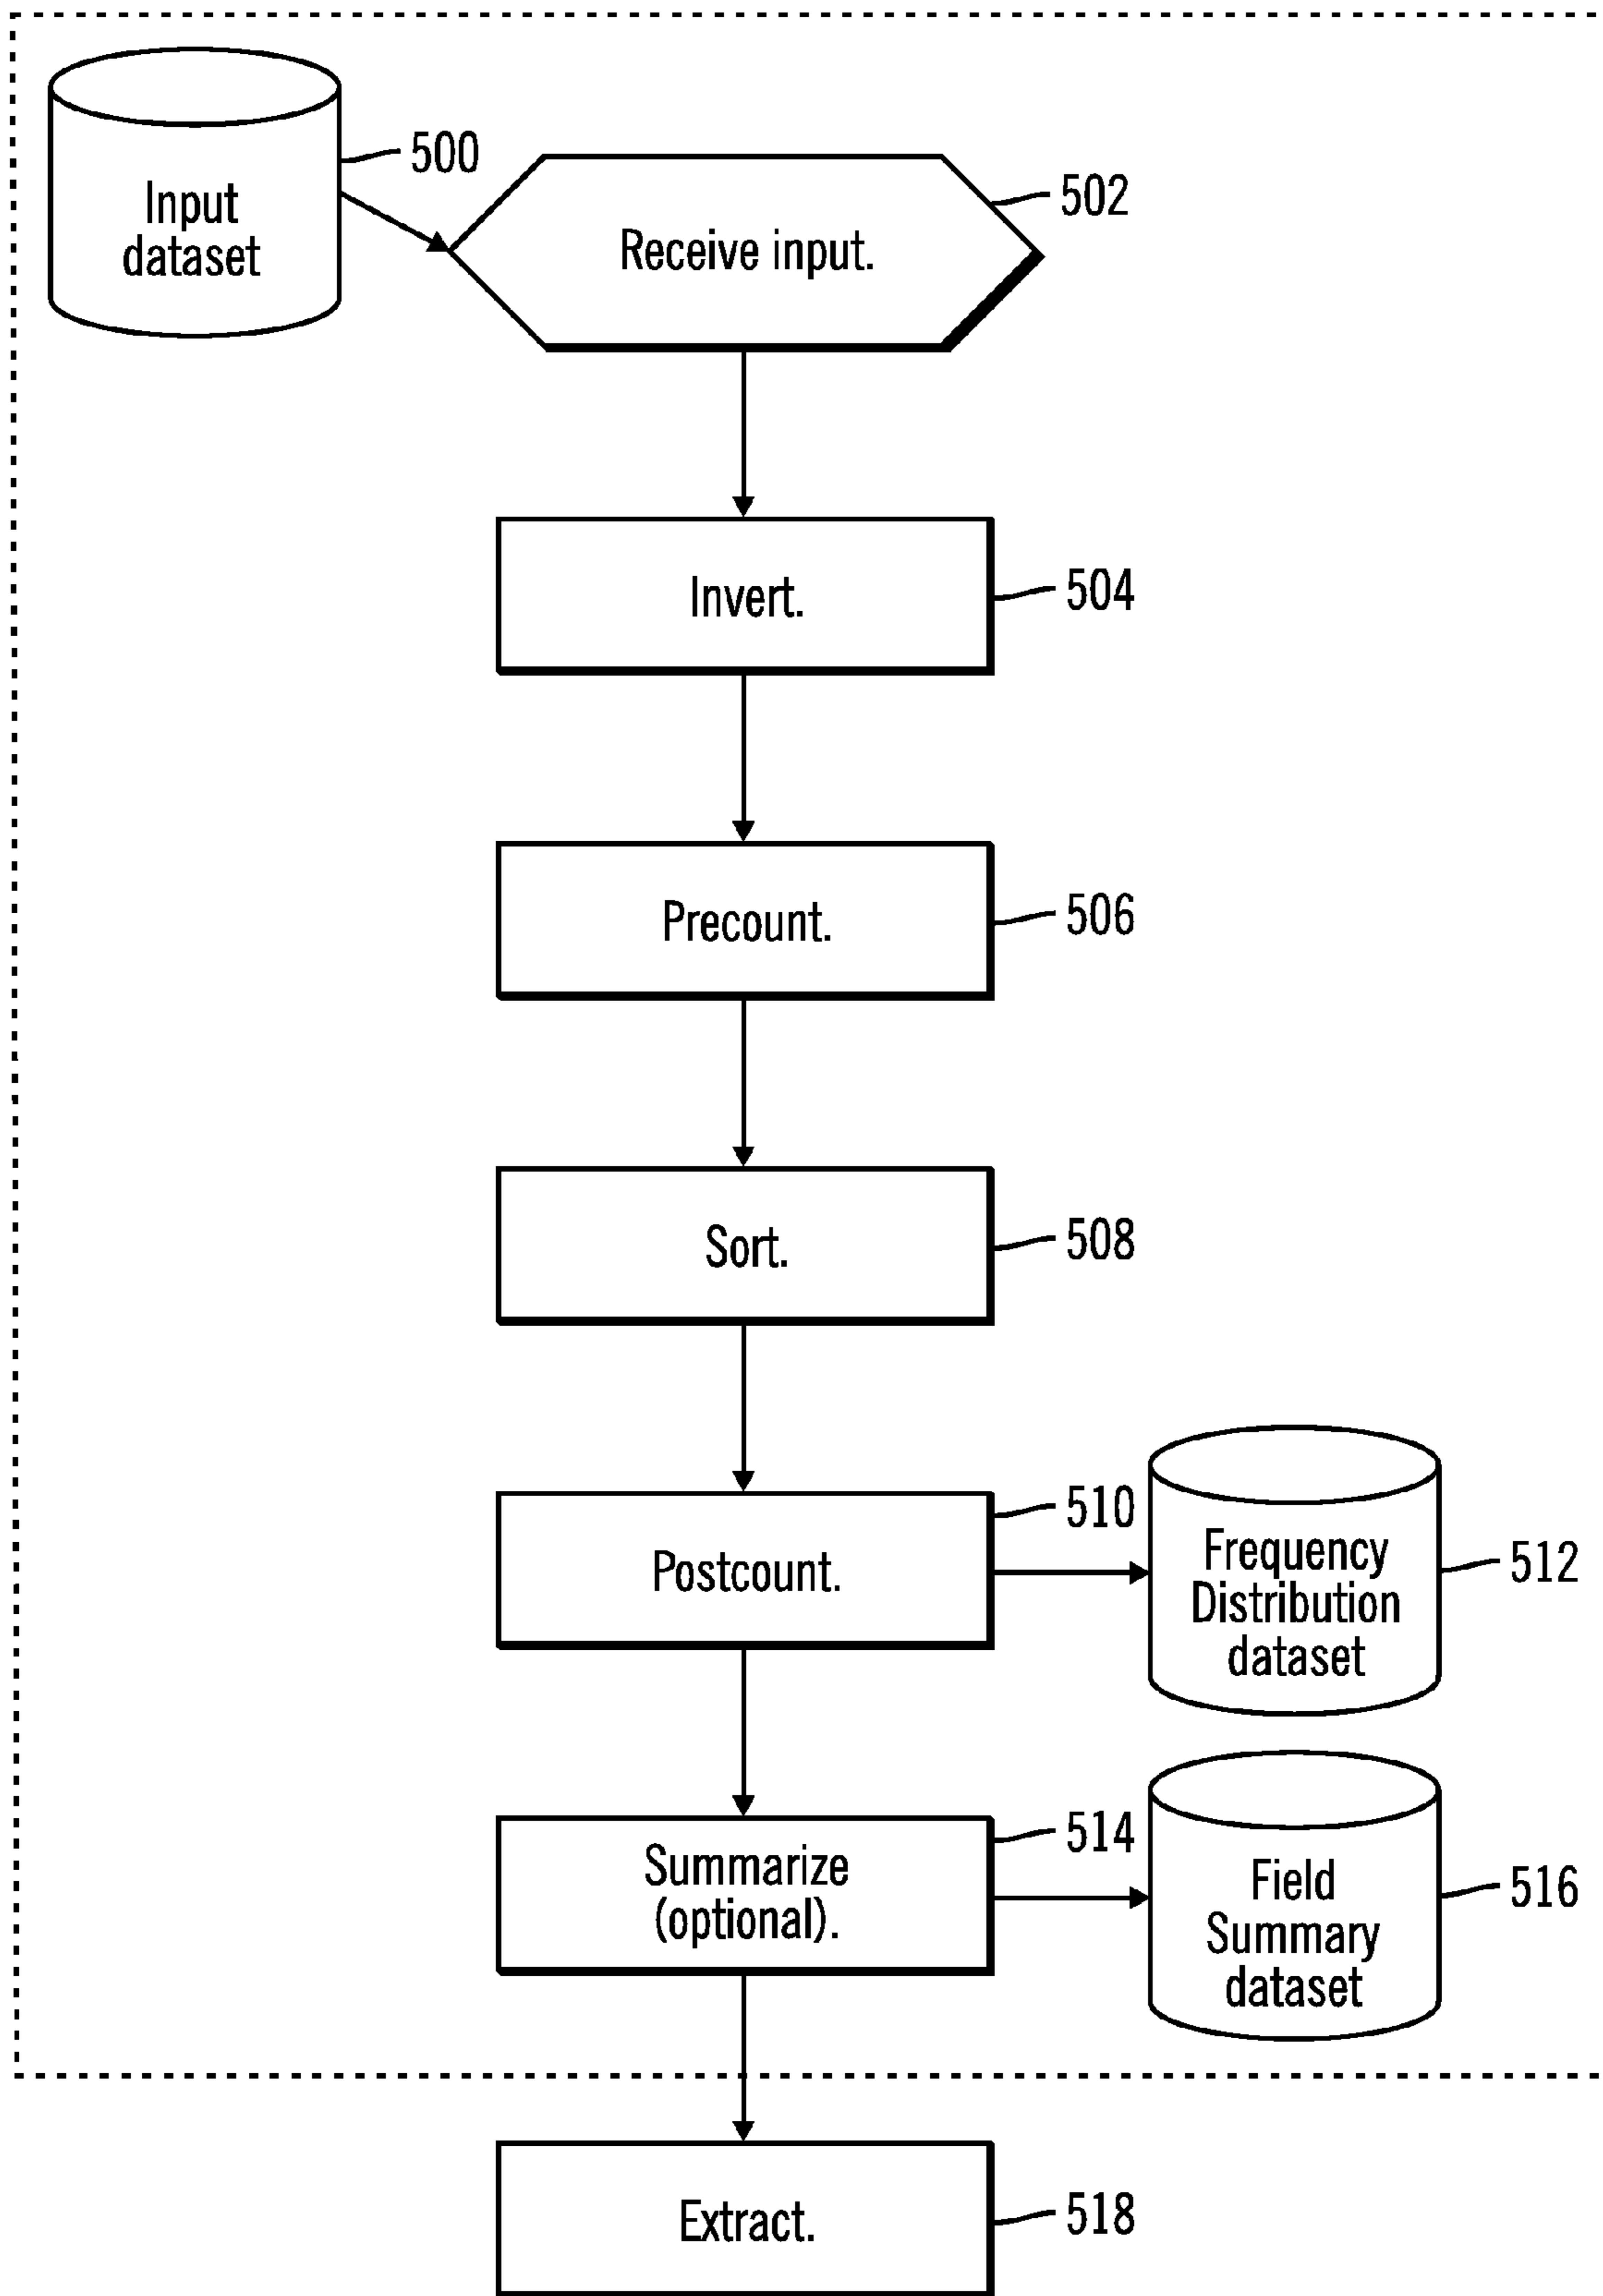 500
Input
dataset
502
Receive input.
Invert.
504
Precount.
506
Sort.
508
Postcount.
510
Frequency
Distribution
dataset
512
Summarize
(optional).
514
Field
Summary
dataset
516
Extract.
518